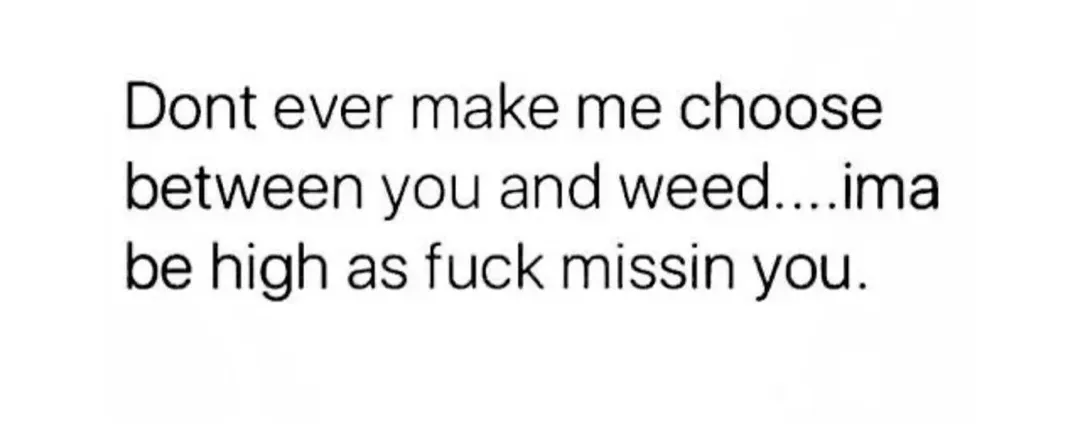 Dont ever make me choose
between you and weed....ima
be high as fuck missin you.